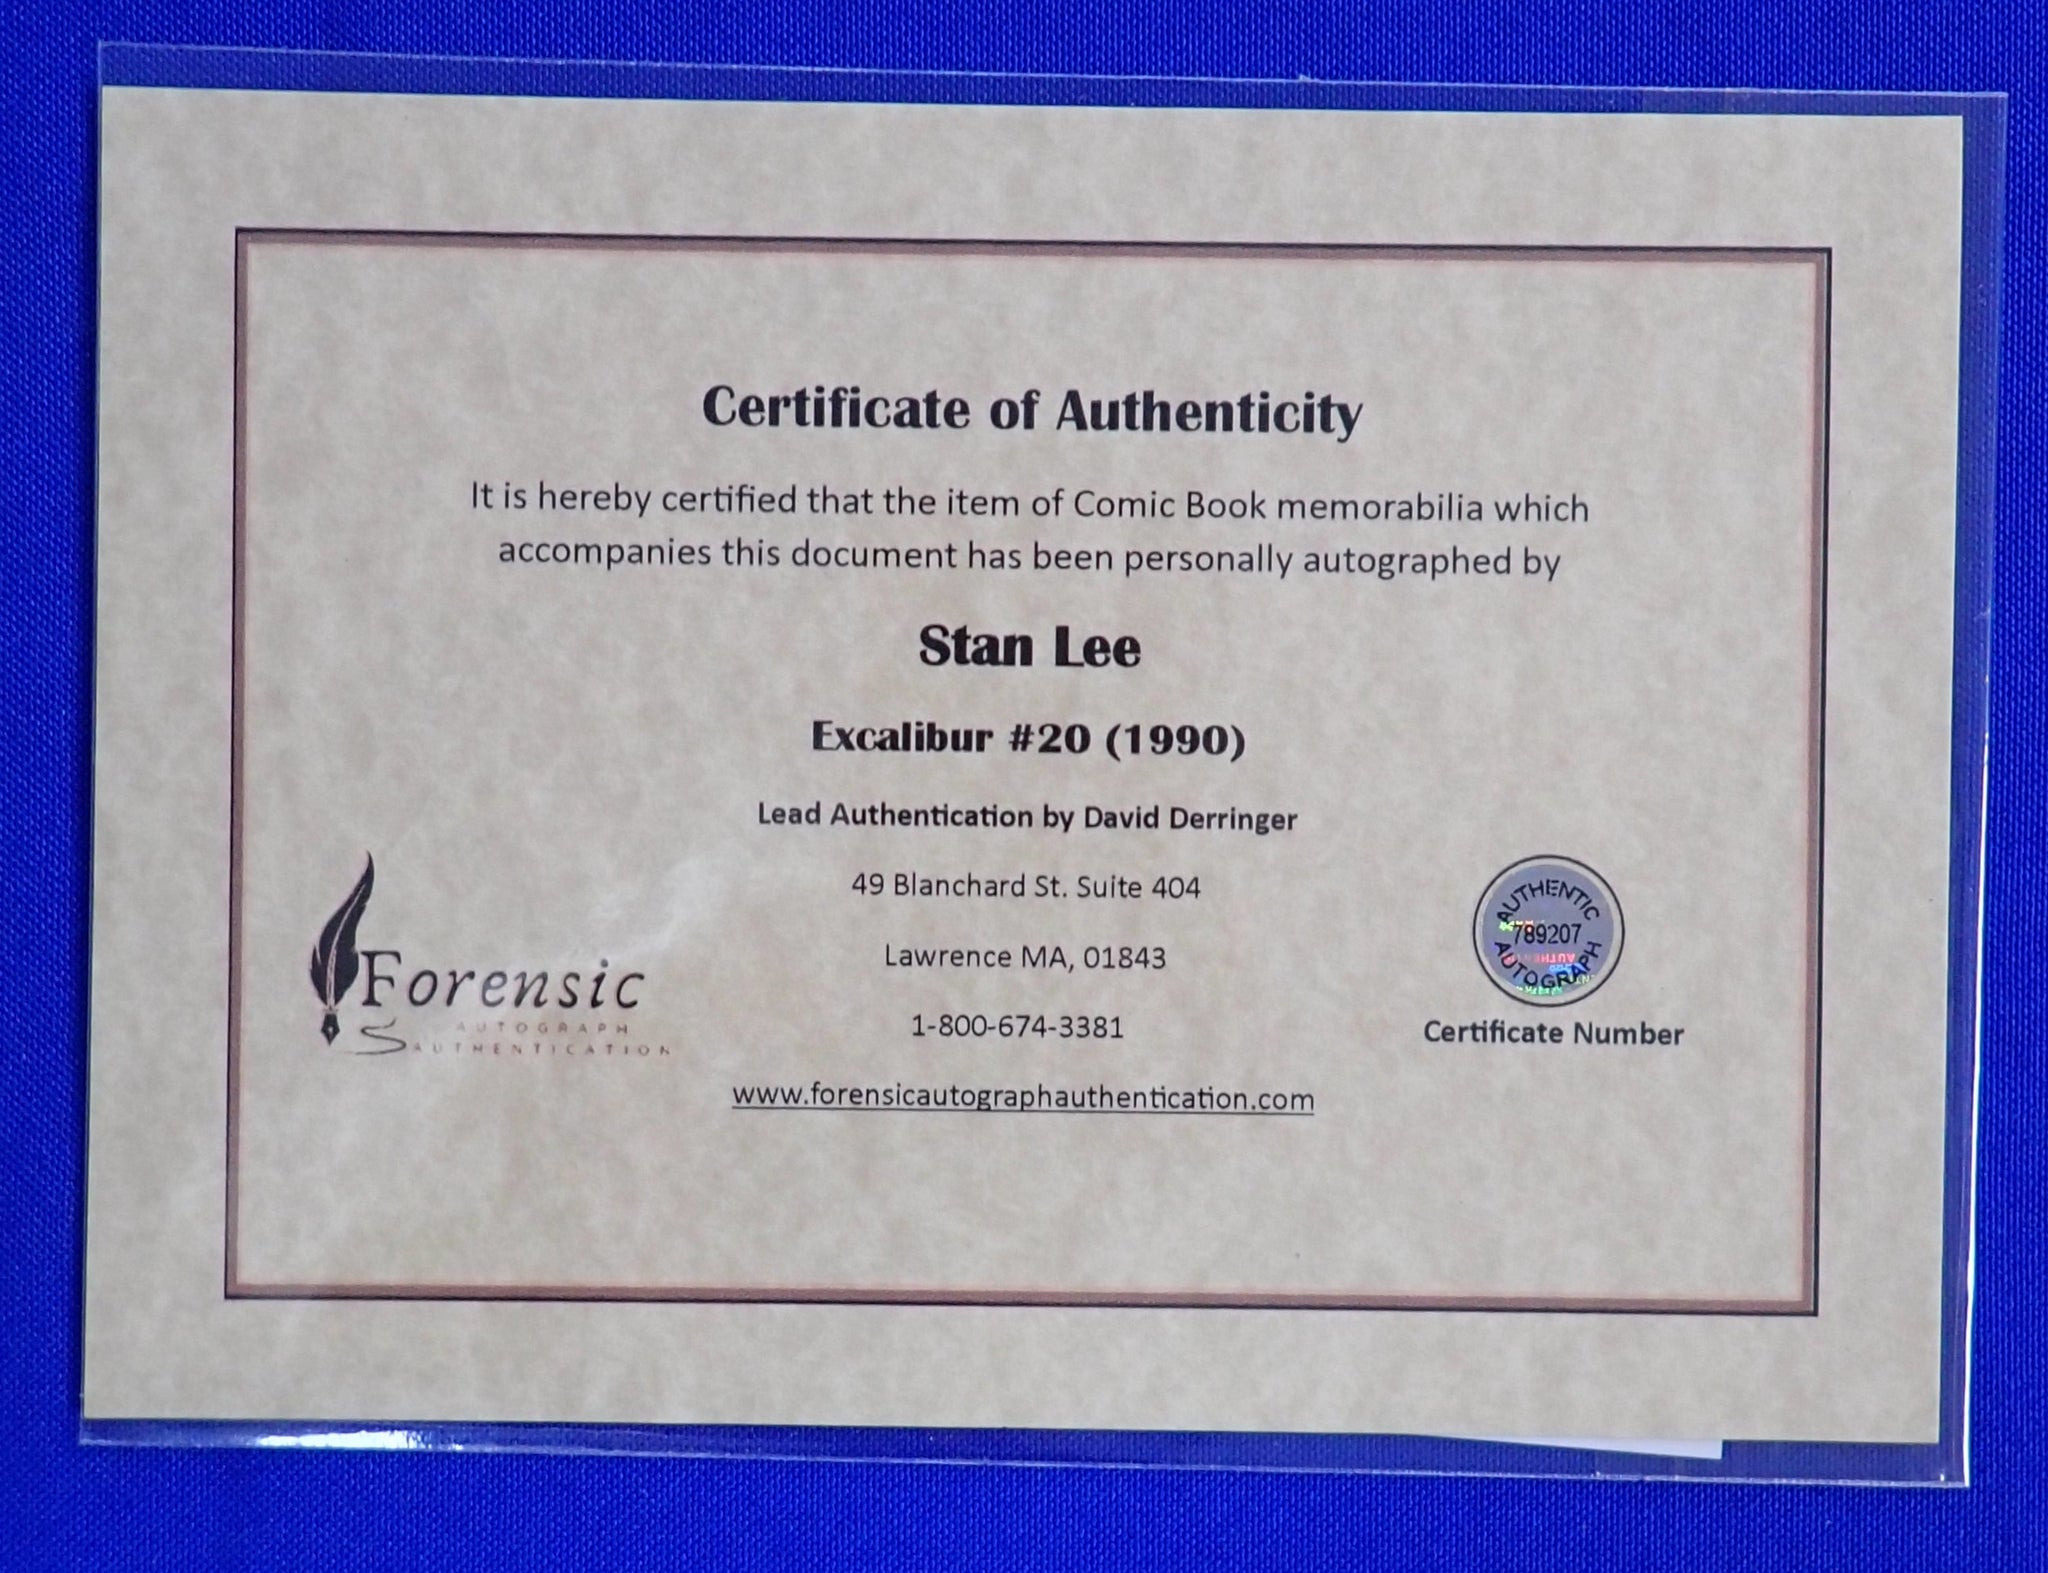 Certificate of Authenticity
It is hereby certified that the item of Comic Book memorabilia which
accompanies this document has been personally autographed by
Stan Lee
Excalibur #20 (1990)
Lead Authentication by David Derringer
49 Blanchard St. Suite 404
Lawrence MA, 01843
1-800-674-3381
www.forensicautographauthentication.com
Forensic
AUTOGRAPH
AUTHENTICATION
AUTHENTIC
789207
AUTOGRAPH
Certificate Number